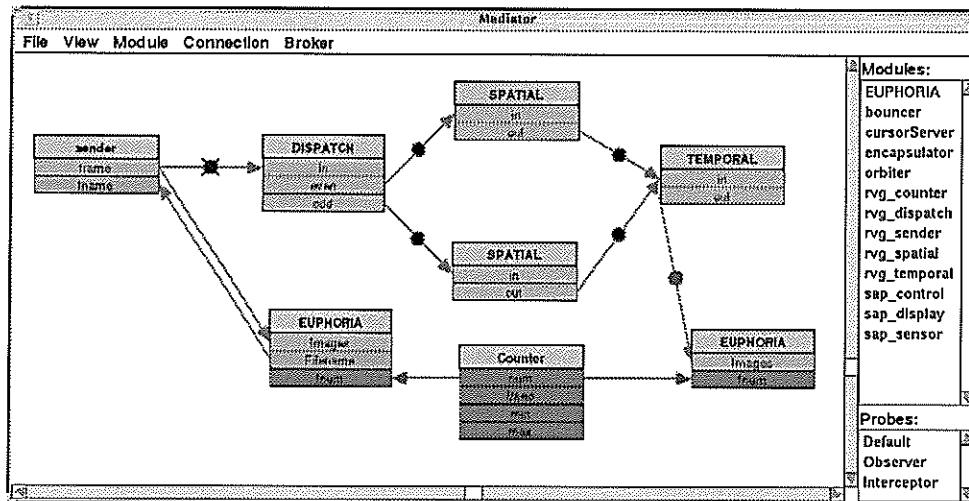 Mediator
File View Module Connection Broker
sender
frame
fname
DISPATCH
in
even
odd
SPATIAL
in
out
SPATIAL
in
out
TEMPORAL
in
out
EUPHORIA
Images
Filename
fnum
Counter
num
min
max
EUPHORIA
Images
fnum
Modules:
EUPHORIA
bouncer
cursorServer
encapsulator
orbiter
rvg_counter
rvg_dispatch
rvg_sender
rvg_spatial
rvg_temporal
sap_control
sap_display
sap_sensor
Probes:
Default
Observer
Interceptor